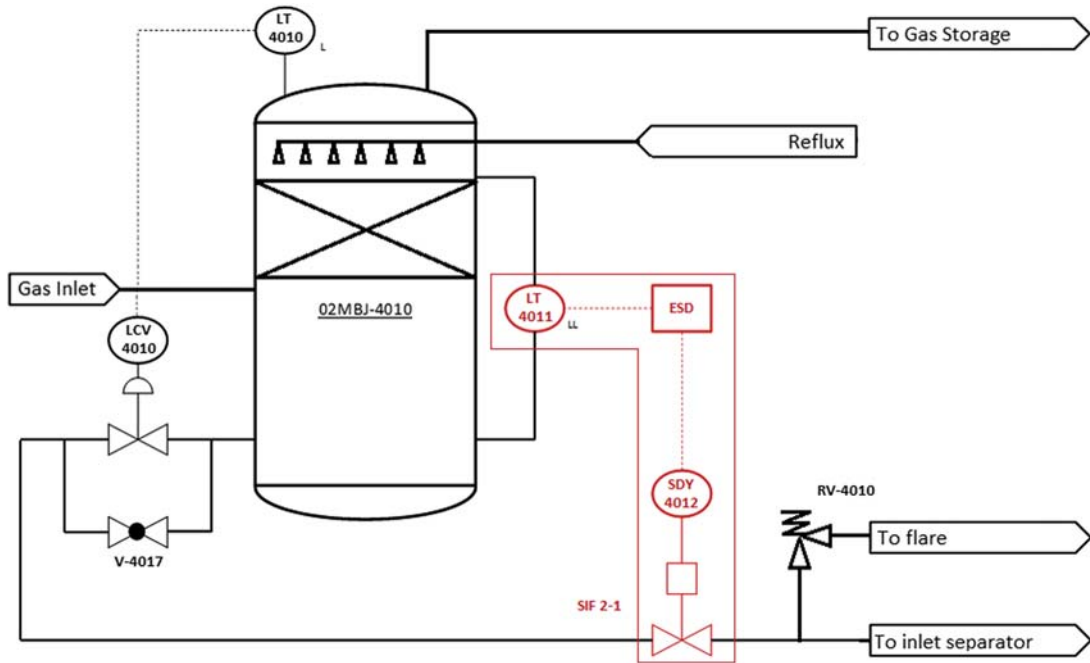 LT
4010
L
To Gas Storage
Reflux
Gas Inlet
02MBJ-4010
LT
4011
LL
ESD
LCV
4010
SDY
4012
RV-4010
To flare
V-4017
SIF 2-1
To inlet separator